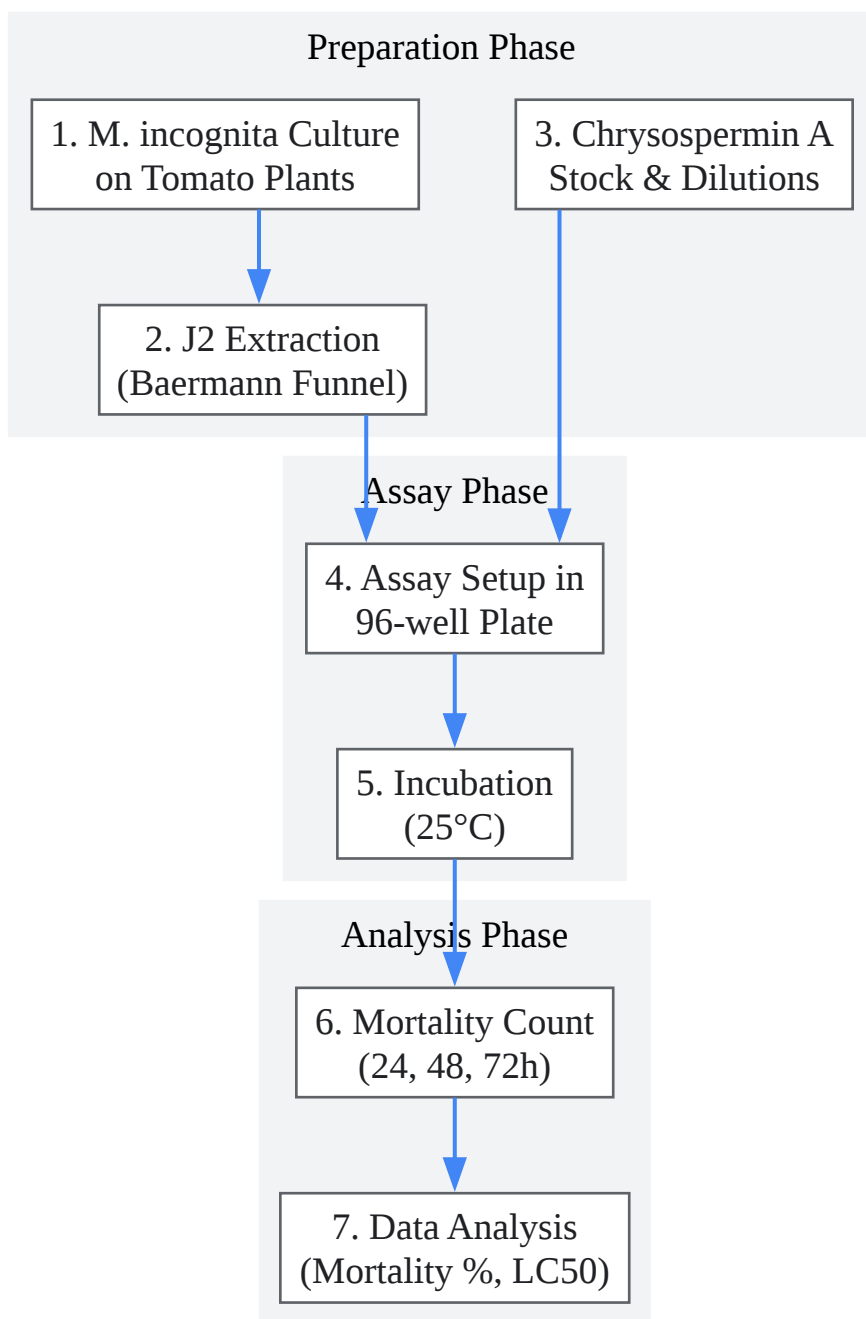 Preparation Phase
1. M. incognita Culture
on Tomato Plants
3. Chrysospermin A
Stock & Dilutions
2. J2 Extraction
(Baermann Funnel)
Assay Phase
4. Assay Setup in
96-well Plate
5. Incubation
(25°C)
Analysis Phase
6. Mortality Count
(24, 48, 72h)
7. Data Analysis
(Mortality %, LC50)